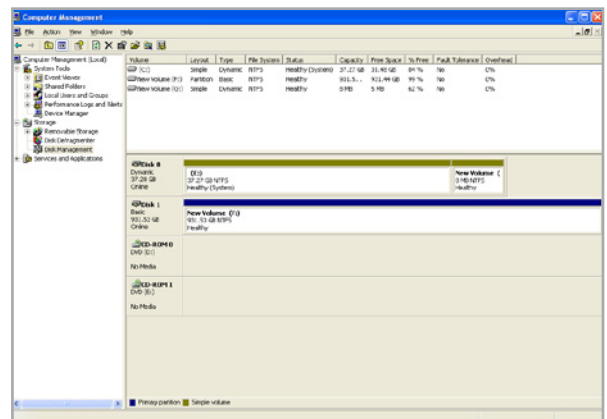 Computer Management
File Action View Window Help
Computer Management (Local)
System Tools
Event Viewer
Shared Folders
Local Users and Groups
Performance Logs and Alerts
Device Manager
Storage
Removable Storage
Disk Defragmenter
Disk Management
Services and Applications
Volume Layout Type File System Status Capacity Free Space % Free Fault Tolerance Overhead
(C:) Simple Dynamic NTFS Healthy (System) 37.27 GB 31.48 GB 84 % No 0%
New Volume (F:) Partition Basic NTFS Healthy 931.5... 931.44 GB 99 % No 0%
New Volume (G:) Simple Dynamic NTFS Healthy 8 MB 5 MB 62 % No 0%
Disk 0
Dynamic
37.28 GB
Online
(C:)
37.27 GB NTFS
Healthy (System)
New Volume (
8 MB NTFS
Healthy
Disk 1
Basic
931.52 GB
Online
New Volume (F:)
931.51 GB NTFS
Healthy
CD-ROM 0
DVD (D:)
No Media
CD-ROM 1
DVD (E:)
No Media
Primary partition Simple volume